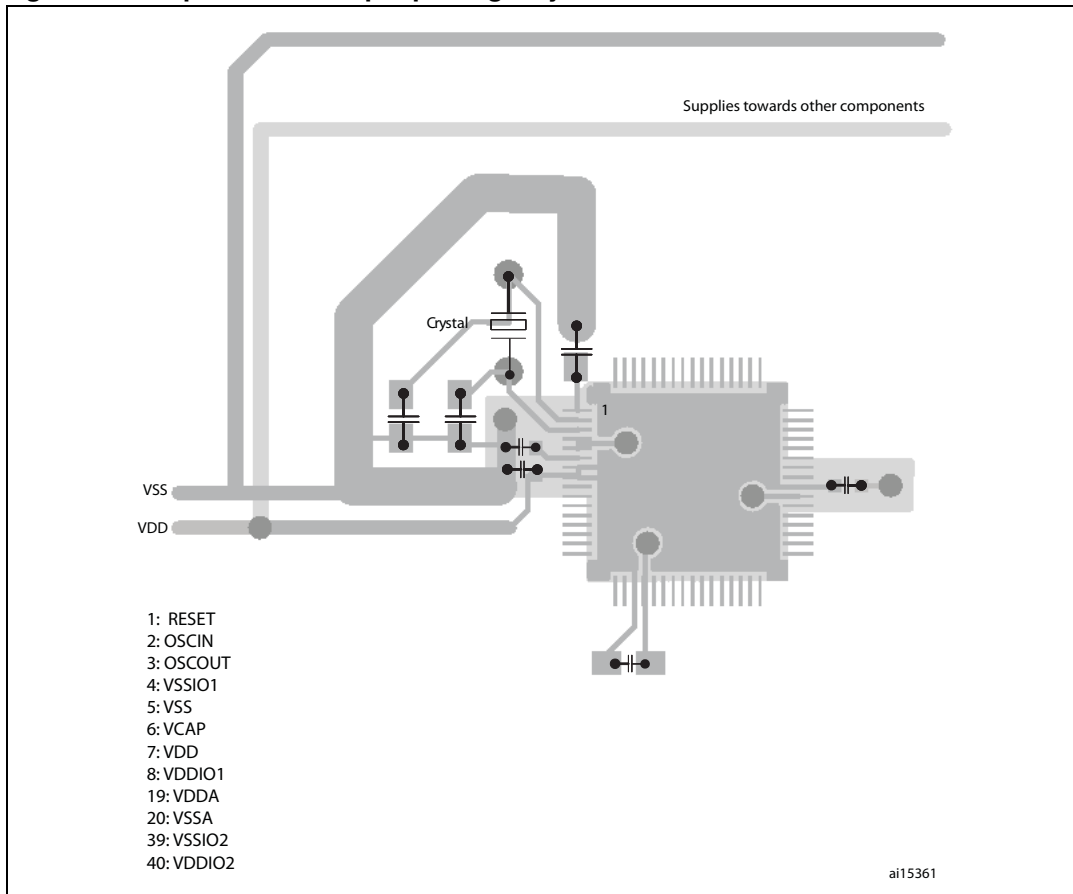 Supplies towards other components
Crystal
1
VSS
VDD
1: RESET
2: OSCIN
3: OSCOUT
4: VSSIO1
5: VSS
6: VCAP
7: VDD
8: VDDIO1
19: VDDA
20: VSSA
39: VSSIO2
40: VDDIO2
ai15361